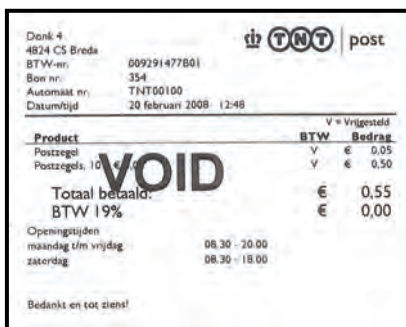 TNT post
Donk 4
4824 CS Breda
BTW-nr. 009291477B01
Bon nr. 354
Automaat nr. TNT00100
Datum/tijd 20 februari 2008 12:48
V = Vrijgesteld
Product BTW Bedrag
Postzegel V € 0,05
Postzegels, 10 V € 0,50
VOID
Totaal betaald: € 0,55
BTW 19% € 0,00
Openingstijden
maandag t/m vrijdag 08.30 - 20.00
zaterdag 08.30 - 18.00
Bedankt en tot ziens!